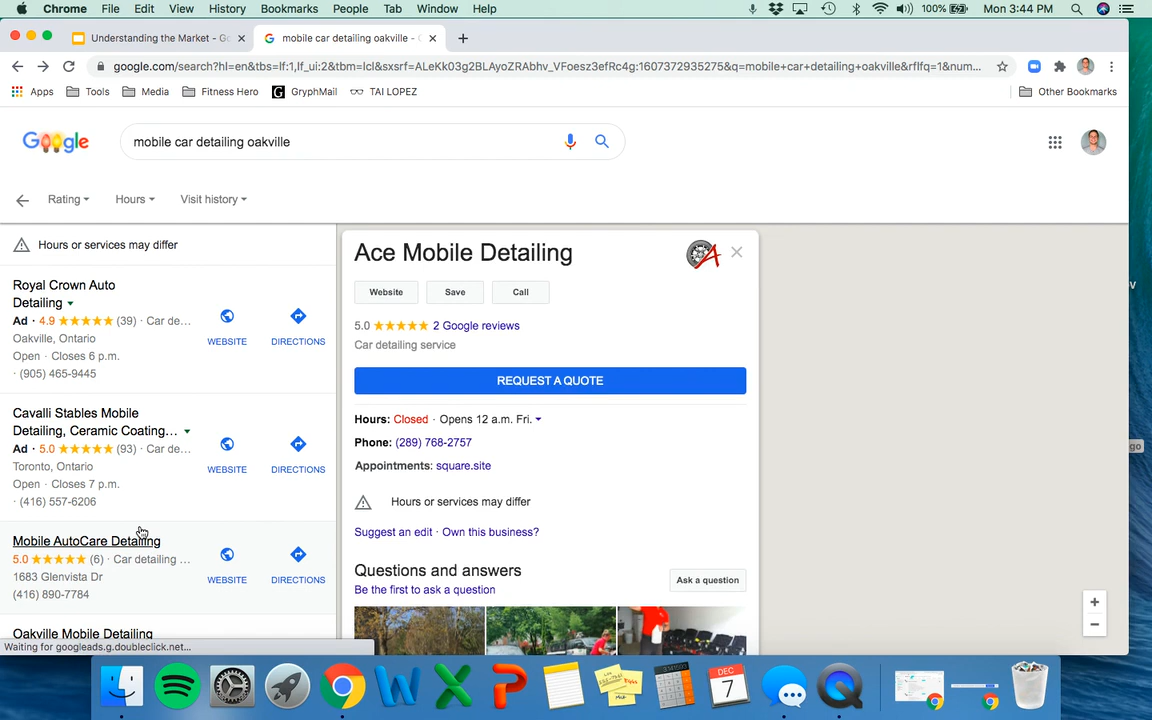 Chrome File Edit View History Bookmarks People Tab Window Help 100% Mon 3:44 PM
Understanding the Market - Go
mobile car detailing oakville -
google.com/search?hl=en&tbs=lf:1,lf_ui:2&tbm=lcl&sxsrf=ALeKk03g2BLAyoZRAbhv_VFoesz3efRc4g:1607372935275&q=mobile+car+detailing+oakville&rflfq=1&num...
Apps Tools Media Fitness Hero GryphMail TAI LOPEZ Other Bookmarks
Google
mobile car detailing oakville
Rating Hours Visit history
Hours or services may differ
Royal Crown Auto
Detailing
Ad · 4.9 (39) · Car de...
Oakville, Ontario
Open · Closes 6 p.m.
· (905) 465-9445
WEBSITE DIRECTIONS
Cavalli Stables Mobile
Detailing, Ceramic Coating...
Ad · 5.0 (93) · Car de...
Toronto, Ontario
Open · Closes 7 p.m.
· (416) 557-6206
WEBSITE DIRECTIONS
Mobile AutoCare Detailing
5.0 (6) · Car detailing ...
1683 Glenvista Dr
(416) 890-7784
WEBSITE DIRECTIONS
Oakville Mobile Detailing
Waiting for googleads.g.doubleclick.net...
Ace Mobile Detailing
Website Save Call
5.0 2 Google reviews
Car detailing service
REQUEST A QUOTE
Hours: Closed · Opens 12 a.m. Fri.
Phone: (289) 768-2757
Appointments: square.site
Hours or services may differ
Suggest an edit · Own this business?
Questions and answers
Be the first to ask a question
Ask a question
DEC
7